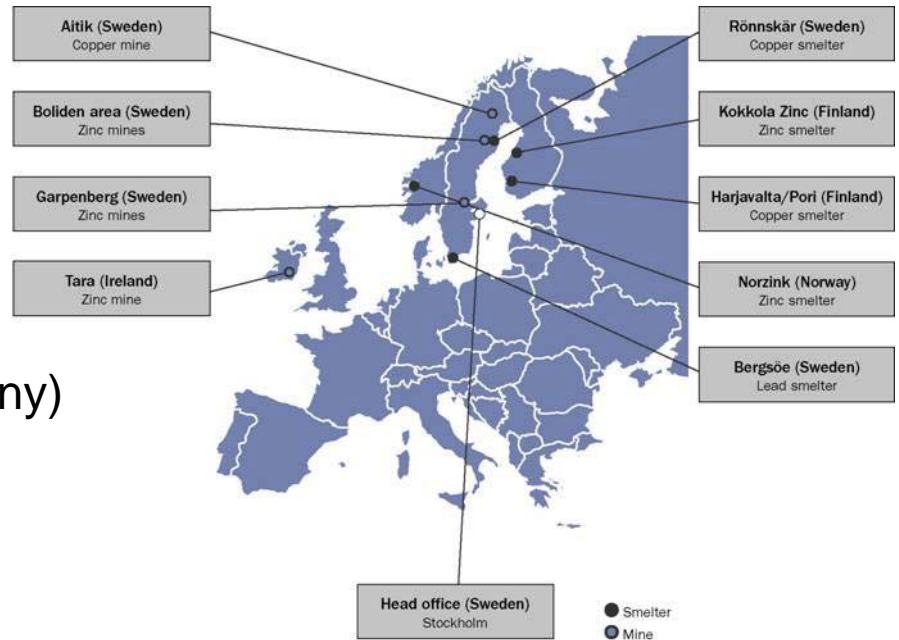 Aitik (Sweden)
Copper mine
Boliden area (Sweden)
Zinc mines
Garpenberg (Sweden)
Zinc mines
Tara (Ireland)
Zinc mine
ny)
Rönnskär (Sweden)
Copper smelter
Kokkola Zinc (Finland)
Zinc smelter
Harjavalta/Pori (Finland)
Copper smelter
Norzink (Norway)
Zinc smelter
Bergsöe (Sweden)
Lead smelter
Head office (Sweden)
Stockholm
Smelter
Mine